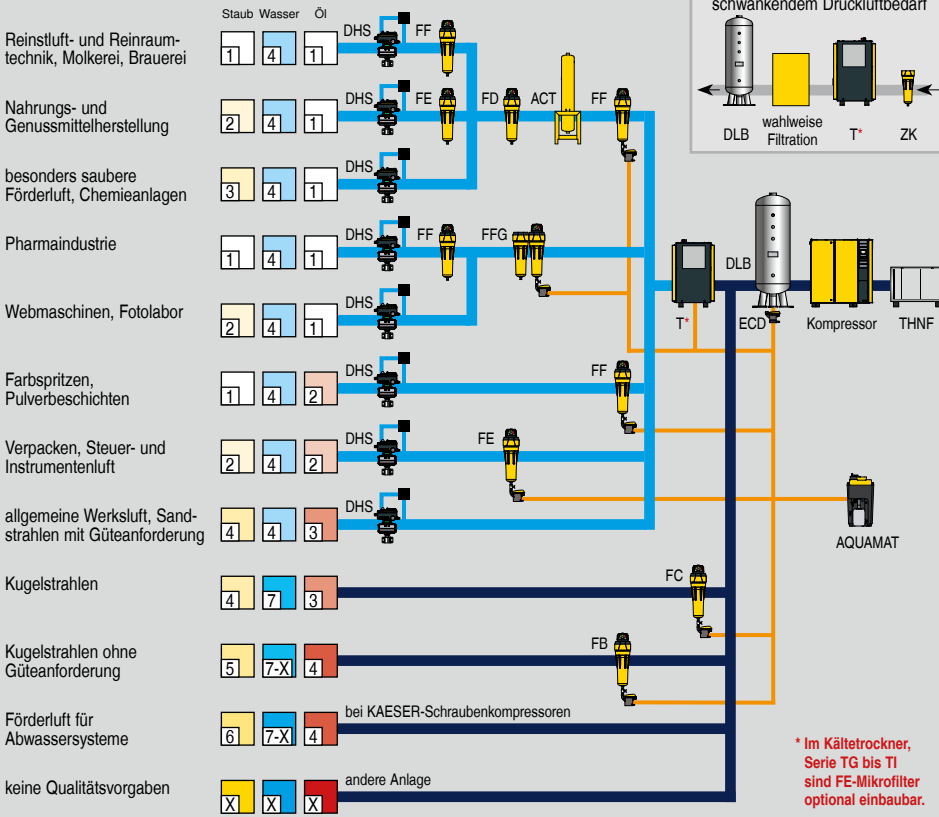 schwankendem Druckluftbedarf
DLB
wahlweise
Filtration
T*
ZK
Staub Wasser Öl
Reinstluft- und Reinraum-
technik, Molkerei, Brauerei
1 4 1
DHS FF
Nahrungs- und
Genussmittelherstellung
2 4 1
DHS FE FD ACT FF
besonders saubere
Förderluft, Chemieanlagen
3 4 1
DHS
Pharmaindustrie
1 4 1
DHS FF FFG
Webmaschinen, Fotolabor
2 4 1
DHS
T*
DLB
ECD
Kompressor
THNF
Farbspritzen,
Pulverbeschichten
1 4 2
DHS FF
Verpacken, Steuer- und
Instrumentenluft
2 4 2
DHS FE
allgemeine Werksluft, Sand-
strahlen mit Güteanforderung
4 4 3
DHS
AQUAMAT
Kugelstrahlen
4 7 3
FC
Kugelstrahlen ohne
Güteanforderung
5 7-X 4
FB
Förderluft für
Abwassersysteme
6 7-X 4
bei KAESER-Schraubenkompressoren
keine Qualitätsvorgaben
X X X
andere Anlage
* Im Kältetrockner,
Serie TG bis TI
sind FE-Mikrofilter
optional einbaubar.